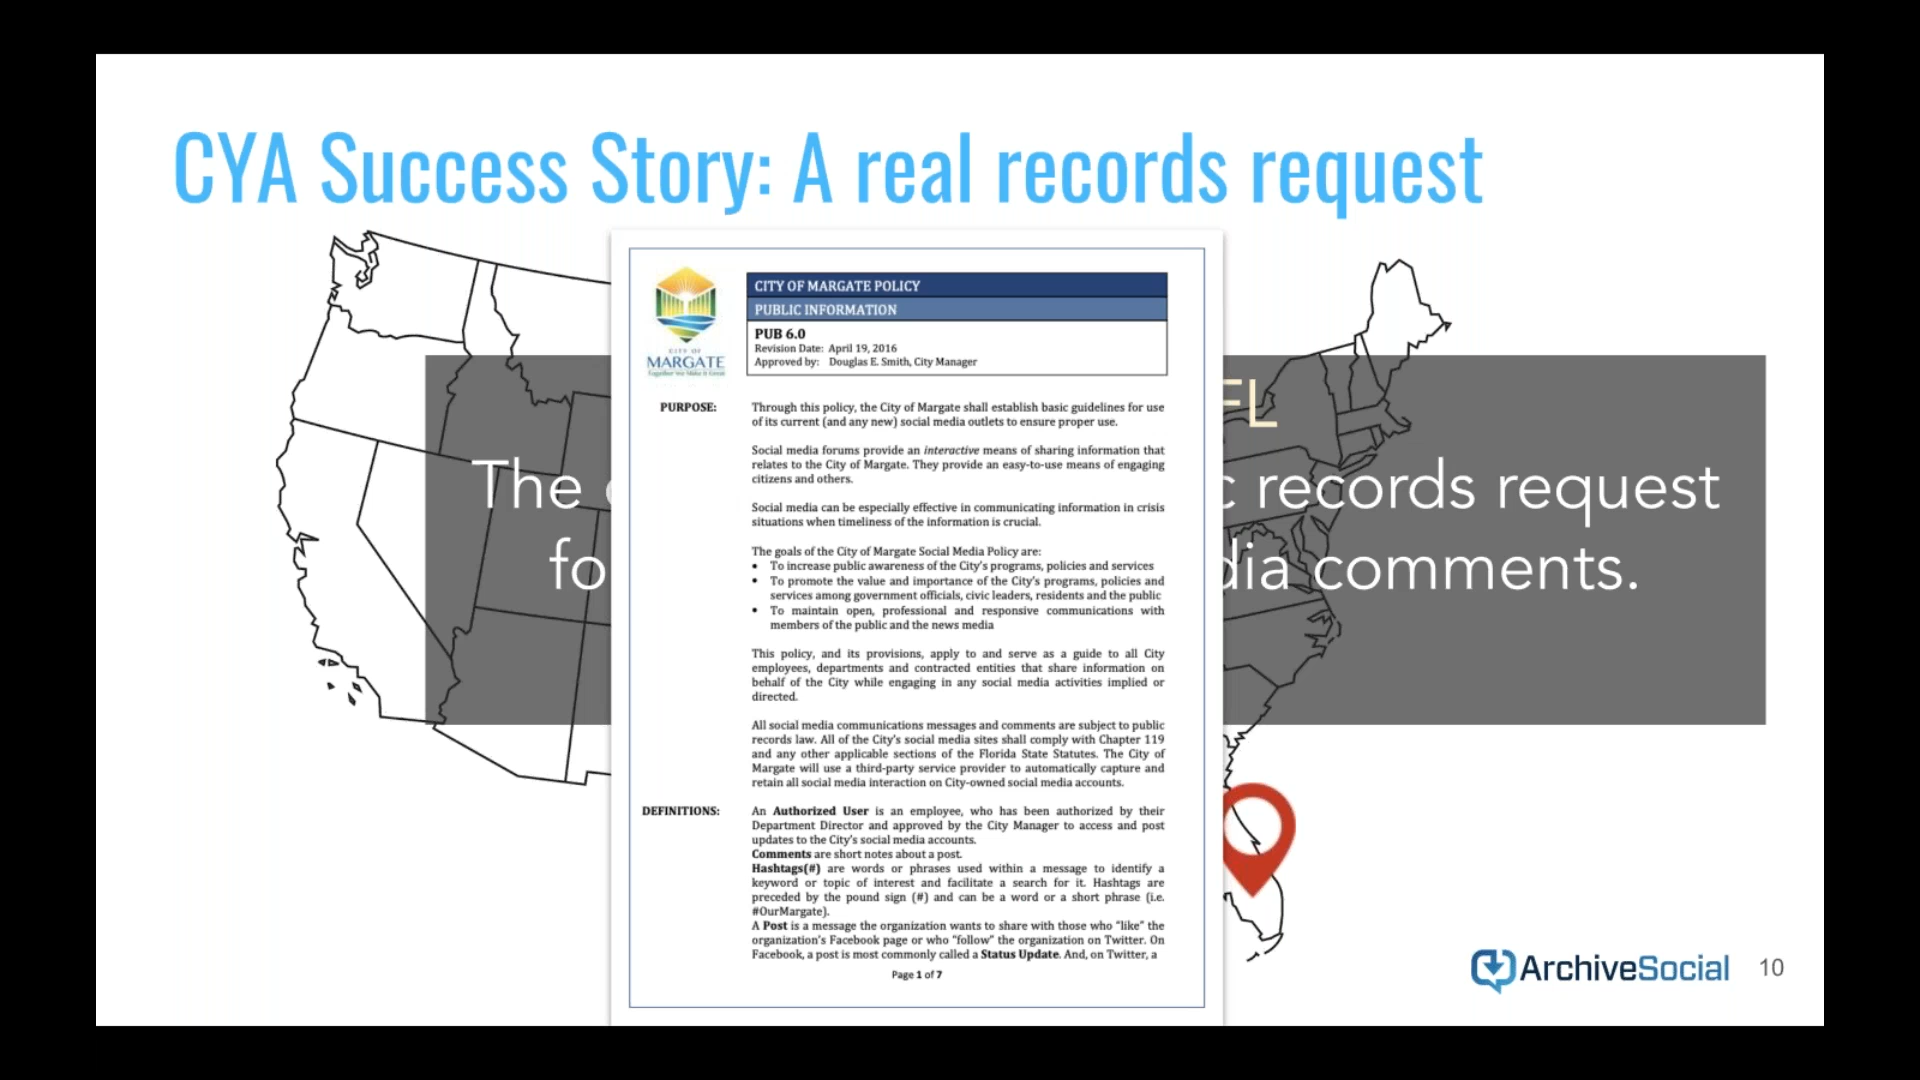 CYA Success Story: A real records request
FL
The
records request
fo
dia comments.
CITY OF MARGATE POLICY
PUBLIC INFORMATION
PUB 6.0
Revision Date: April 19, 2016
Approved by: Douglas E. Smith, City Manager
CITY OF
MARGATE
Together We Make It Great
PURPOSE:
Through this policy, the City of Margate shall establish basic guidelines for use
of its current (and any new) social media outlets to ensure proper use.
Social media forums provide an interactive means of sharing information that
relates to the City of Margate. They provide an easy-to-use means of engaging
citizens and others.
Social media can be especially effective in communicating information in crisis
situations when timeliness of the information is crucial.
The goals of the City of Margate Social Media Policy are:
• To increase public awareness of the City's programs, policies and services
• To promote the value and importance of the City's programs, policies and
services among government officials, civic leaders, residents and the public
• To maintain open, professional and responsive communications with
members of the public and the news media
This policy, and its provisions, apply to and serve as a guide to all City
employees, departments and contracted entities that share information on
behalf of the City while engaging in any social media activities implied or
directed.
All social media communications messages and comments are subject to public
records law. All of the City's social media sites shall comply with Chapter 119
and any other applicable sections of the Florida State Statutes. The City of
Margate will use a third-party service provider to automatically capture and
retain all social media interaction on City-owned social media accounts.
DEFINITIONS:
An Authorized User is an employee, who has been authorized by their
Department Director and approved by the City Manager to access and post
updates to the City's social media accounts.
Comments are short notes about a post.
Hashtags(#) are words or phrases used within a message to identify a
keyword or topic of interest and facilitate a search for it. Hashtags are
preceded by the pound sign (#) and can be a word or a short phrase (i.e.
#OurMargate).
A Post is a message the organization wants to share with those who "like" the
organization's Facebook page or who "follow" the organization on Twitter. On
Facebook, a post is most commonly called a Status Update. And, on Twitter, a
Page 1 of 7
ArchiveSocial
10